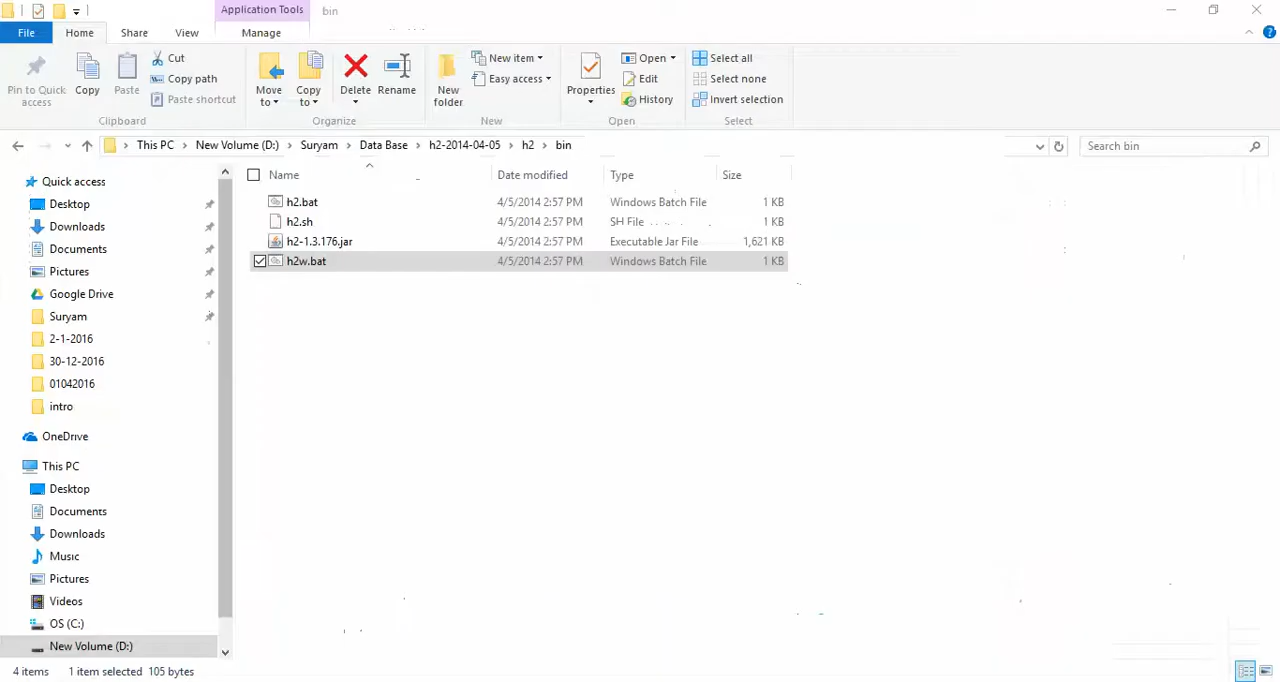 Application Tools bin
File Home Share View Manage
Pin to Quick access Copy Paste Cut Copy path Paste shortcut Move to Copy to Delete Rename New folder New item Easy access Properties Open Edit History Select all Select none Invert selection
Clipboard Organize New Open Select
This PC New Volume (D:) Suryam Data Base h2-2014-04-05 h2 bin Search bin
Name Date modified Type Size
h2.bat 4/5/2014 2:57 PM Windows Batch File 1 KB
h2.sh 4/5/2014 2:57 PM SH File 1 KB
h2-1.3.176.jar 4/5/2014 2:57 PM Executable Jar File 1,621 KB
h2w.bat 4/5/2014 2:57 PM Windows Batch File 1 KB
Quick access
Desktop
Downloads
Documents
Pictures
Google Drive
Suryam
2-1-2016
30-12-2016
01042016
intro
OneDrive
This PC
Desktop
Documents
Downloads
Music
Pictures
Videos
OS (C:)
New Volume (D:)
4 items 1 item selected 105 bytes